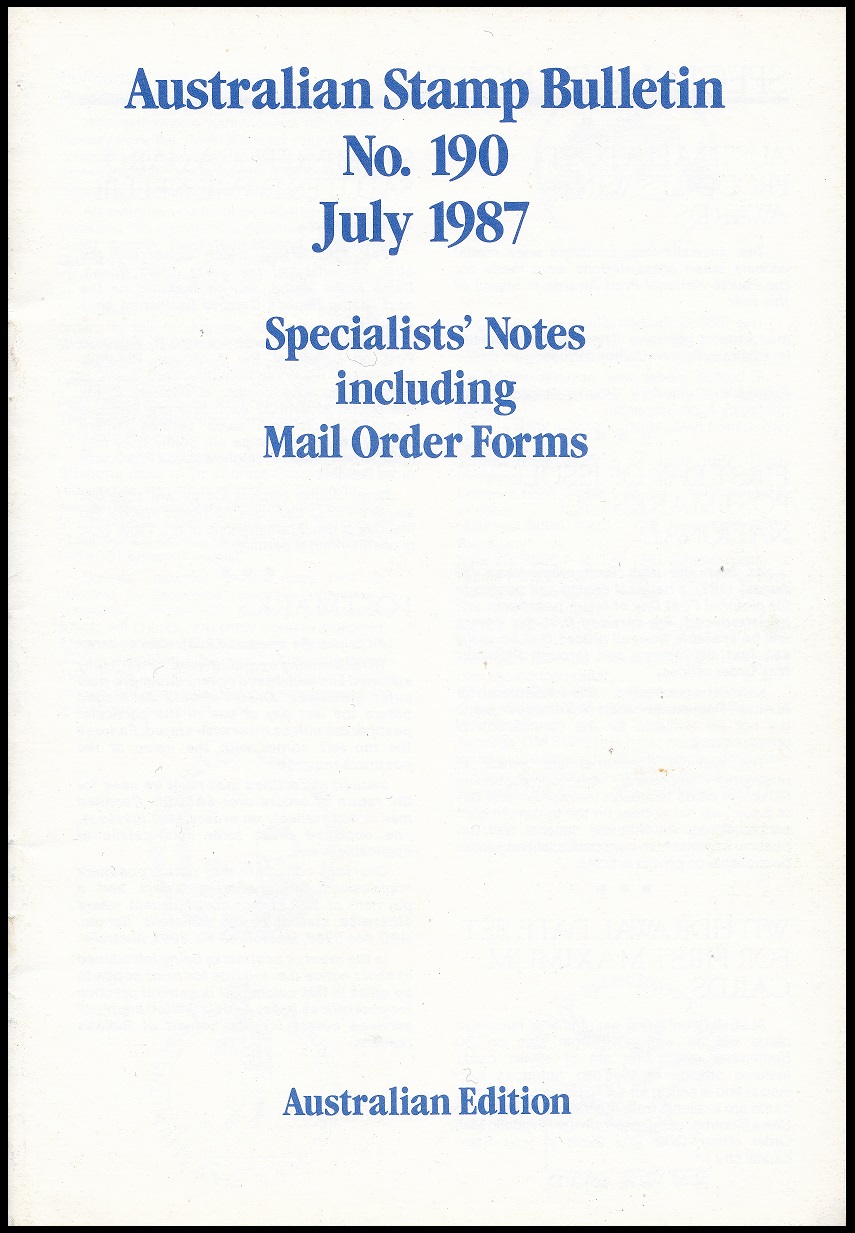 Australian Stamp Bulletin
No. 190
July 1987
Specialists' Notes
including
Mail Order Forms
Australian Edition